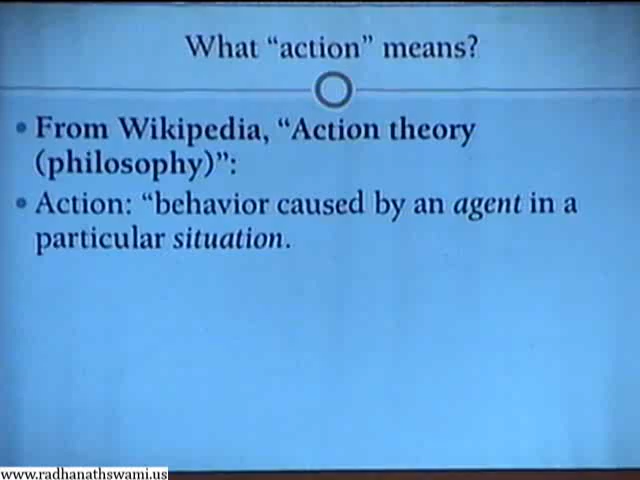 What “action” means?
• From Wikipedia, “Action theory
(philosophy)”:
• Action: “behavior caused by an agent in a
particular situation.
www.radhanathswami.us